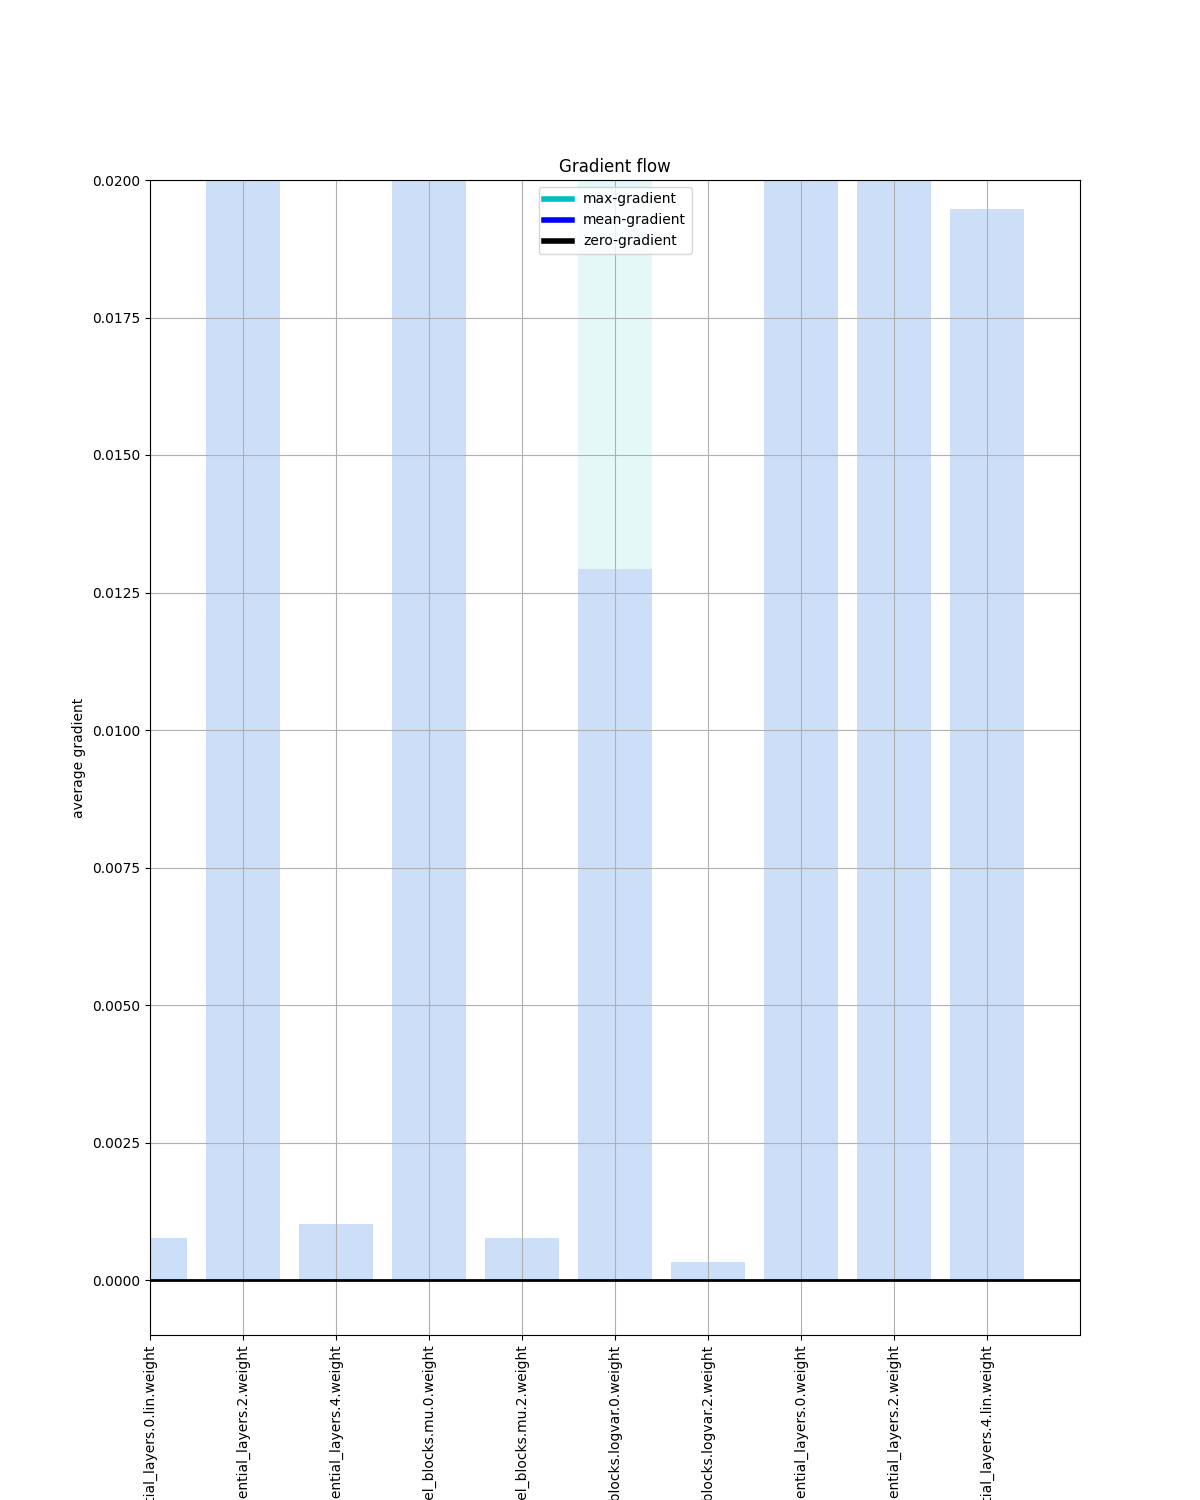 Gradient flow
max-gradient
mean-gradient
zero-gradient
0.0200
0.0175
0.0150
0.0125
0.0100
0.0075
0.0050
0.0025
0.0000
average gradient
tial_layers.0.lin.weight
ential_layers.2.weight
ential_layers.4.weight
el_blocks.mu.0.weight
el_blocks.mu.2.weight
blocks.logvar.0.weight
blocks.logvar.2.weight
ential_layers.0.weight
ential_layers.2.weight
tial_layers.4.lin.weight